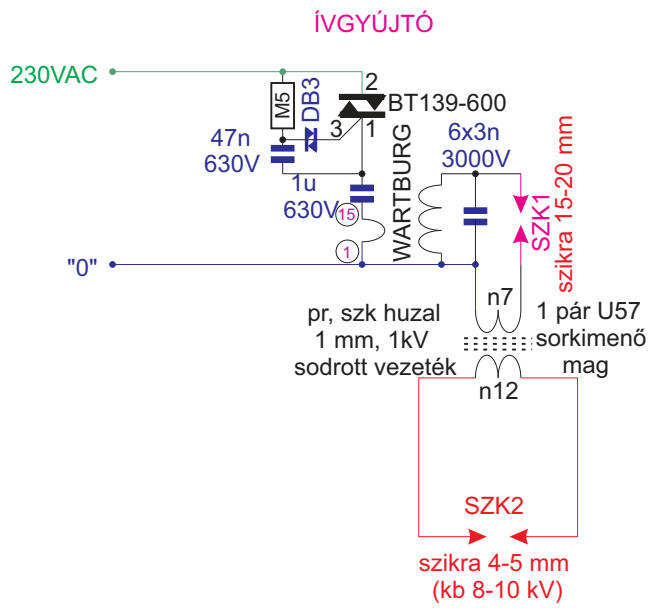 ÍVGYÚJTÓ
230VAC
M5
DB3
2
3
1
BT139-600
47n
630V
1u
630V
15
1
WARTBURG
6x3n
3000V
SZK1
szikra 15-20 mm
"0"
pr, szk huzal
1 mm, 1kV
sodrott vezeték
n7
n12
1 pár U57
sorkimenő
mag
SZK2
szikra 4-5 mm
(kb 8-10 kV)